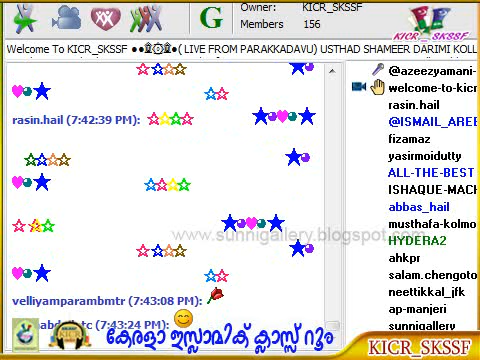 G
Owner: KICR_SKSSF
Members 156
KICR_SKSSF
Welcome To KICR_SKSSF ●●۩۞۩●( LIVE FROM PARAKKADAVU) USTHAD SHAMEER DARIMI KOLL
@azeezyamani-
welcome-to-kicr
rasin.hail
@ISMAIL_AREE
fizamaz
yasirmoidutty
ALL-THE-BEST
ISHAQUE-MACH
abbas_hail
musthafa-kolmo
HYDERA2
ahkpr
salam.chengoto
neettikkal_jfk
ap-manjeri
sunnigallery
rasin.hail (7:42:39 PM):
www.sunnigallery.blogspot.com
velliyamparambmtr (7:43:08 PM):
(7:43:24 PM):
KICR
കേരളാ ഇസ്ലാമിക് ക്ലാസ്സ് റൂം
KICR_SKSSF